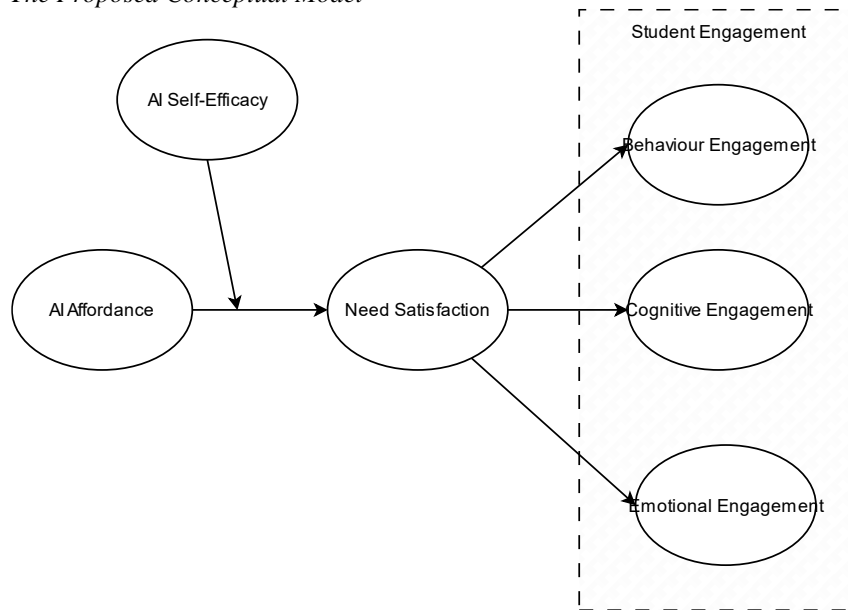 The Proposed Conceptual Model
Student Engagement
AI Self-Efficacy
Behaviour Engagement
AI Affordance
Need Satisfaction
Cognitive Engagement
Emotional Engagement